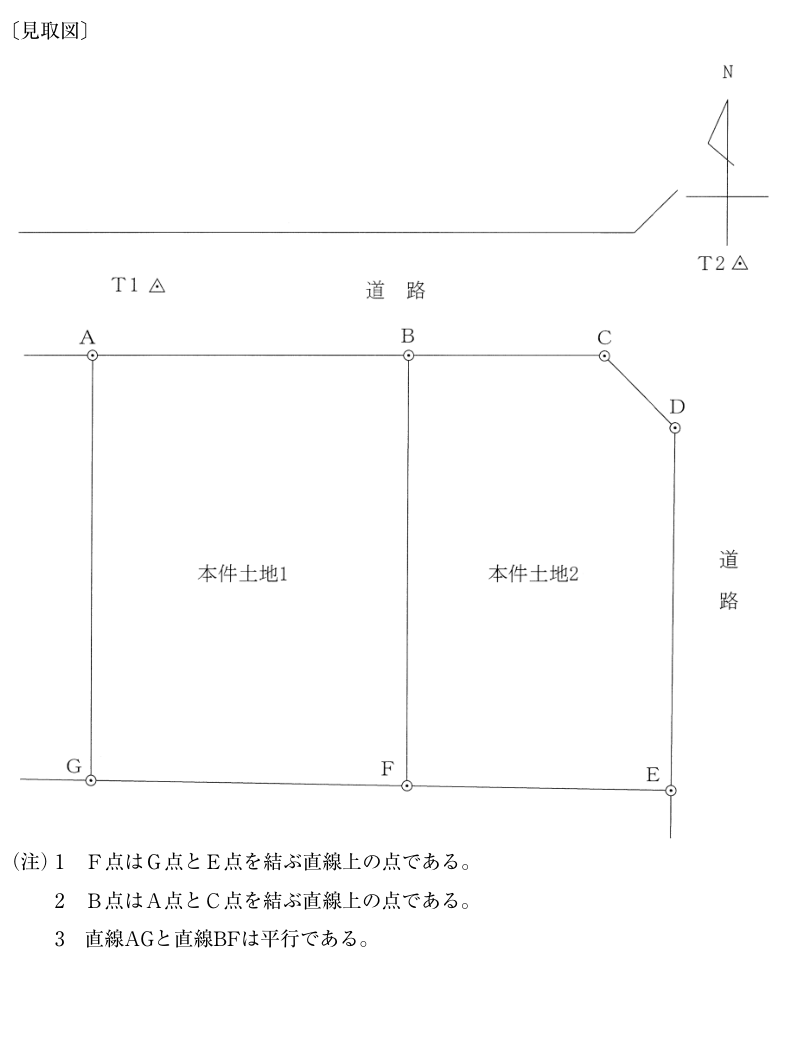 〔見取図〕
N
T1
T2
道　路
A
B
C
D
本件土地1
本件土地2
道
路
G
F
E
(注) 1　F点はG点とE点を結ぶ直線上の点である。
2　B点はA点とC点を結ぶ直線上の点である。
3　直線AGと直線BFは平行である。